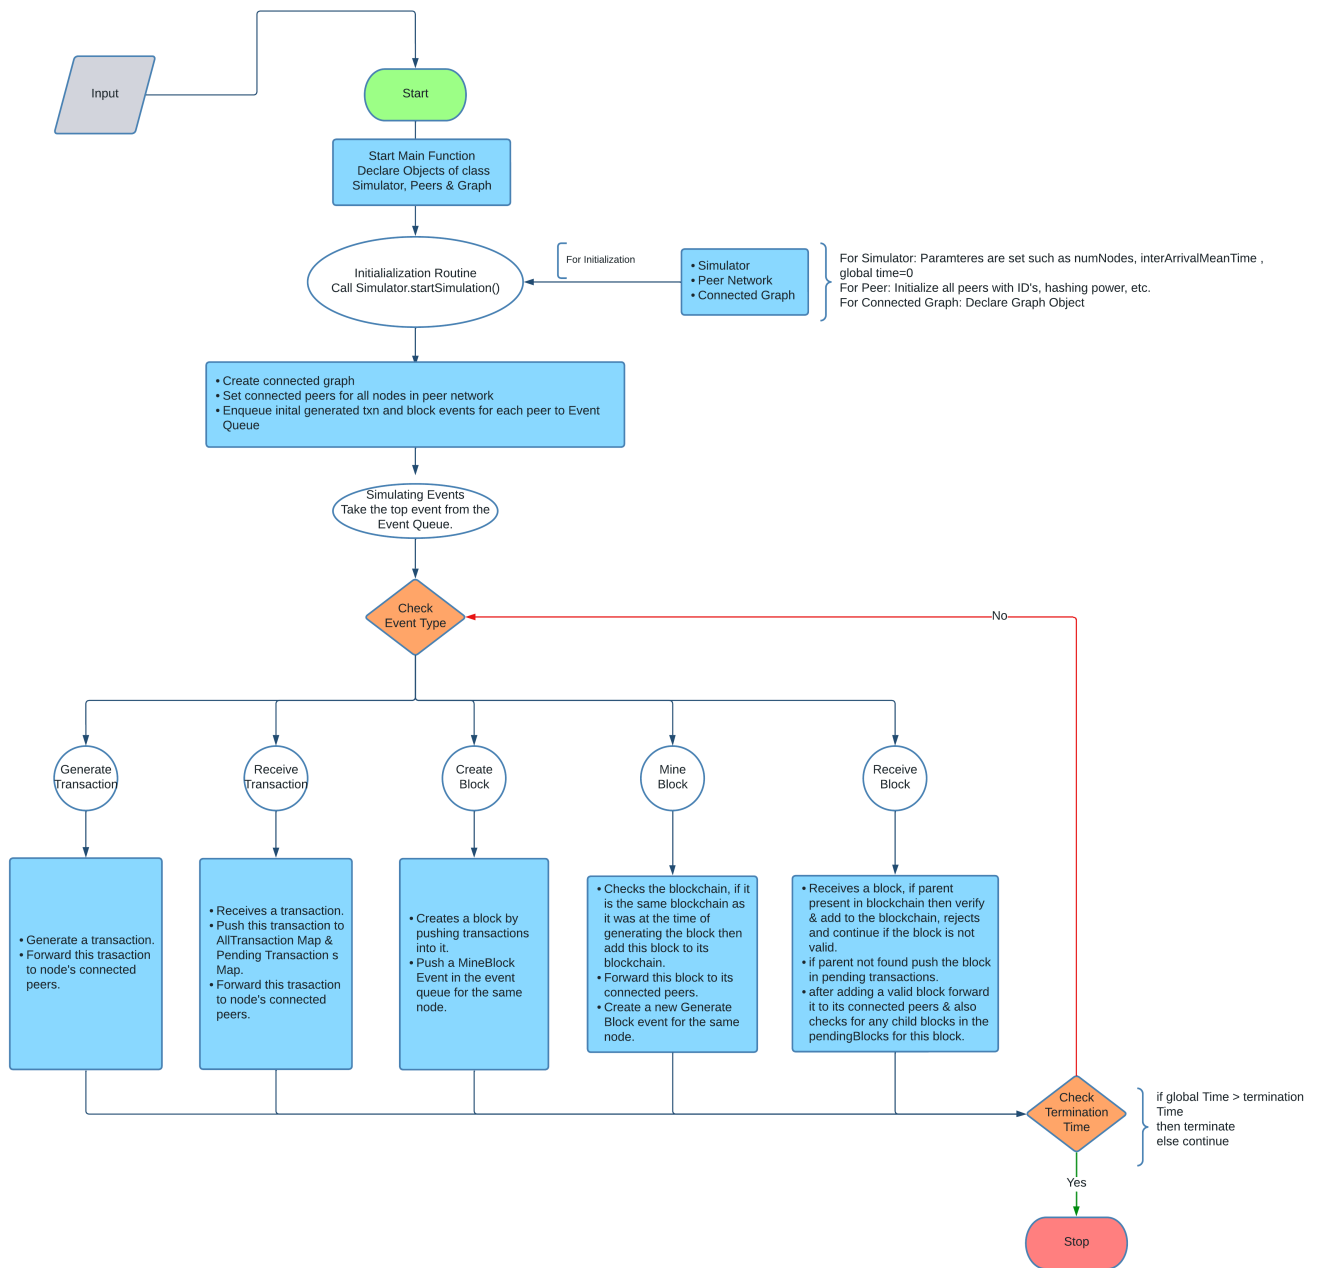 Input
Start
Start Main Function
Declare Objects of class
Simulator, Peers & Graph
Initialialization Routine
Call Simulator.startSimulation()
For Initialization
• Simulator
• Peer Network
• Connected Graph
For Simulator: Paramteres are set such as numNodes, interArrivalMeanTime ,
global time=0
For Peer: Initialize all peers with ID's, hashing power, etc.
For Connected Graph: Declare Graph Object
• Create connected graph
• Set connected peers for all nodes in peer network
• Enqueue inital generated txn and block events for each peer to Event
Queue
Simulating Events
Take the top event from the
Event Queue.
Check
Event Type
No
Generate
Transaction
Receive
Transaction
Create
Block
Mine
Block
Receive
Block
• Generate a transaction.
• Forward this trasaction
to node's connected
peers.
• Receives a transaction.
• Push this transaction to
AllTransaction Map &
Pending Transaction s
Map.
• Forward this trasaction
to node's connected
peers.
• Creates a block by
pushing transactions
into it.
• Push a MineBlock
Event in the event
queue for the same
node.
• Checks the blockchain, if it
is the same blockchain as
it was at the time of
generating the block then
add this block to its
blockchain.
• Forward this block to its
connected peers.
• Create a new Generate
Block event for the same
node.
• Receives a block, if parent
present in blockchain then verify
& add to the blockchain, rejects
and continue if the block is not
valid.
• if parent not found push the block
in pending transactions.
• after adding a valid block forward
it to its connected peers & also
checks for any child blocks in the
pendingBlocks for this block.
Check
Termination
Time
if global Time > termination
Time
then terminate
else continue
Yes
Stop